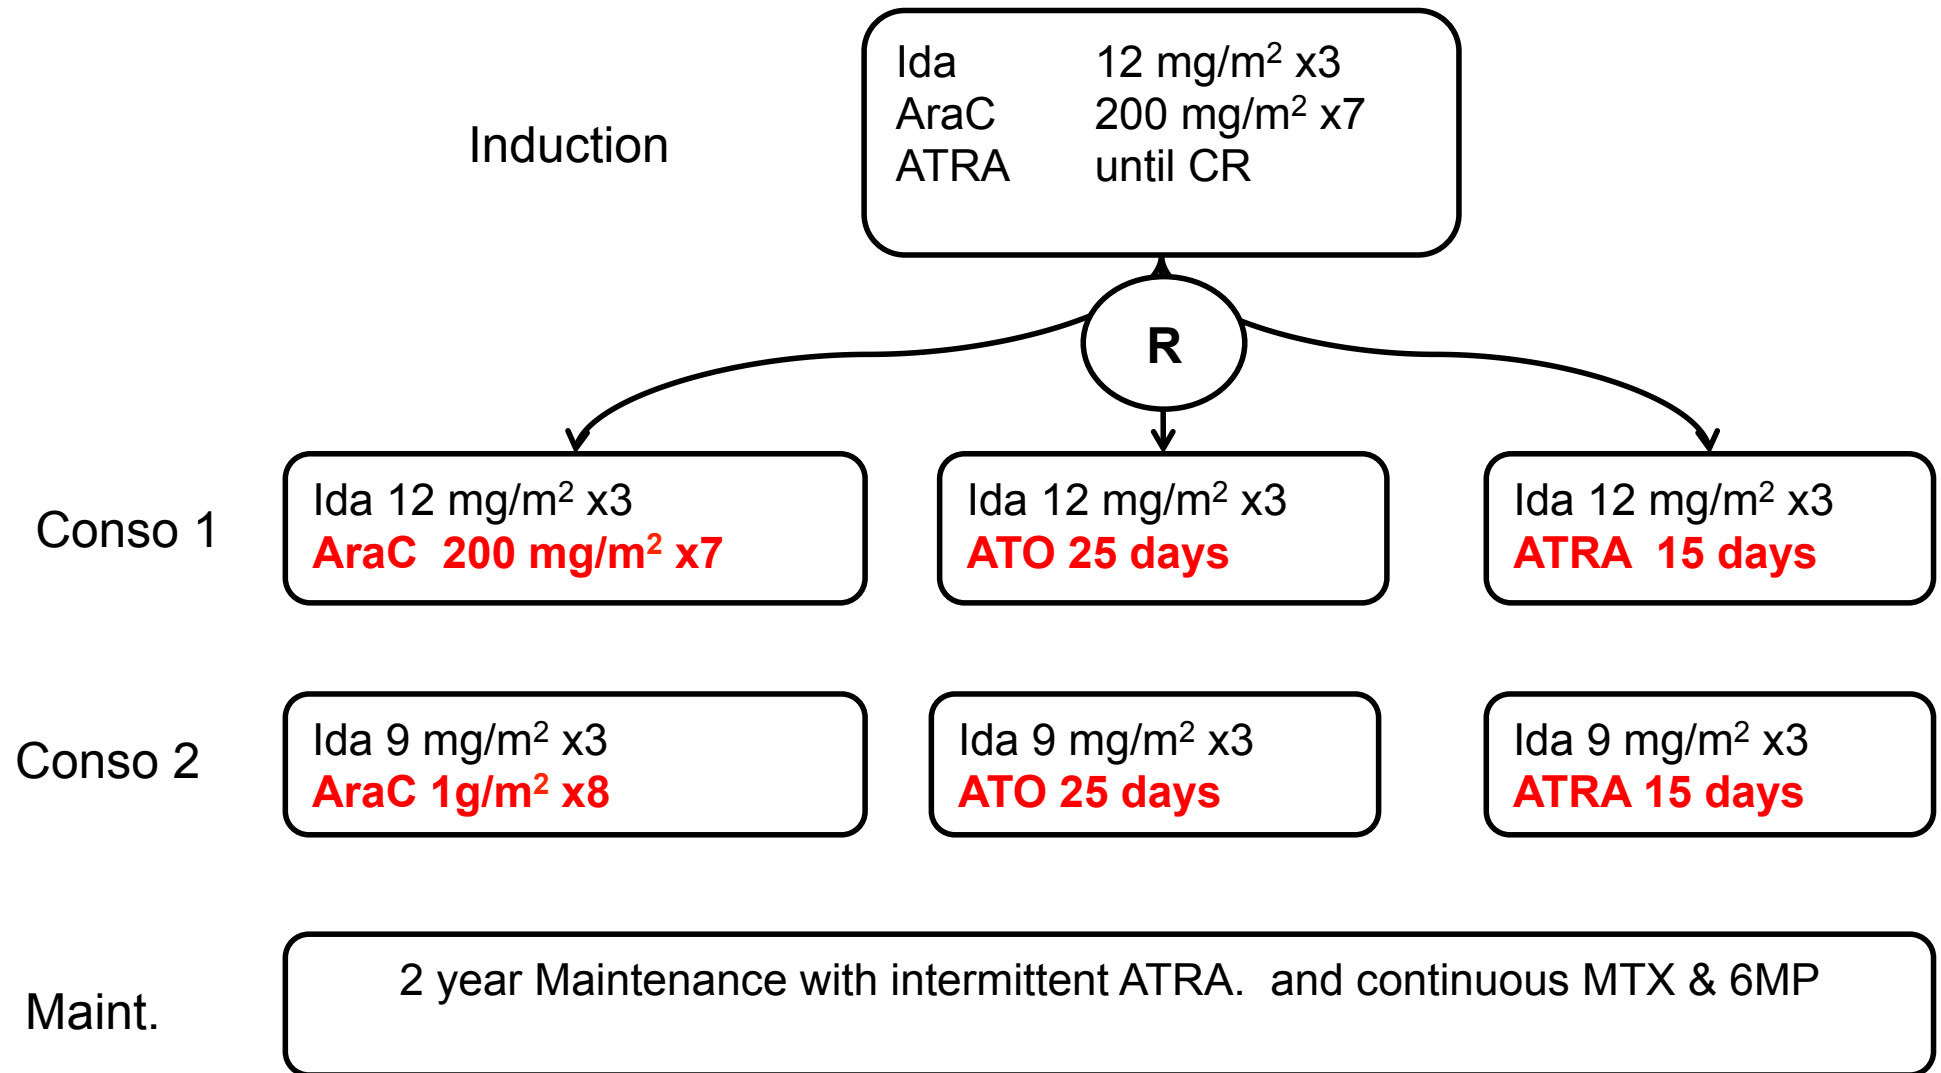 Induction
Ida 12 mg/m² x3
AraC 200 mg/m² x7
ATRA until CR
R
Conso 1
Ida 12 mg/m² x3
AraC 200 mg/m² x7
Ida 12 mg/m² x3
ATO 25 days
Ida 12 mg/m² x3
ATRA 15 days
Conso 2
Ida 9 mg/m² x3
AraC 1g/m² x8
Ida 9 mg/m² x3
ATO 25 days
Ida 9 mg/m² x3
ATRA 15 days
Maint.
2 year Maintenance with intermittent ATRA. and continuous MTX & 6MP